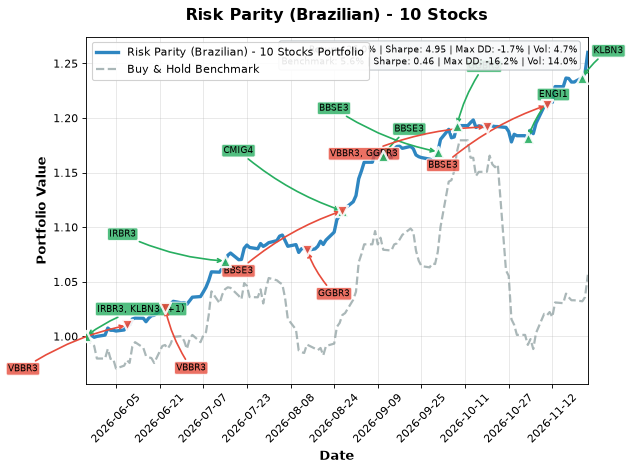 Risk Parity (Brazilian) - 10 Stocks
Risk Parity (Brazilian) - 10 Stocks Portfolio
Buy & Hold Benchmark
% | Sharpe: 4.95 | Max DD: -1.7% | Vol: 4.7%
Benchmark: 5.6% | Sharpe: 0.46 | Max DD: -16.2% | Vol: 14.0%
KLBN3
ENGI1
BBSE3
BBSE3
VBBR3, GGBR3
CMIG4
BBSE3
IRBR3
BBSE3
GGBR3
IRBR3, KLBN3 (+1)
VBBR3
VBBR3
Portfolio Value
1.25
1.20
1.15
1.10
1.05
1.00
2026-06-05
2026-06-21
2026-07-07
2026-07-23
2026-08-08
2026-08-24
2026-09-09
2026-09-25
2026-10-11
2026-10-27
2026-11-12
Date